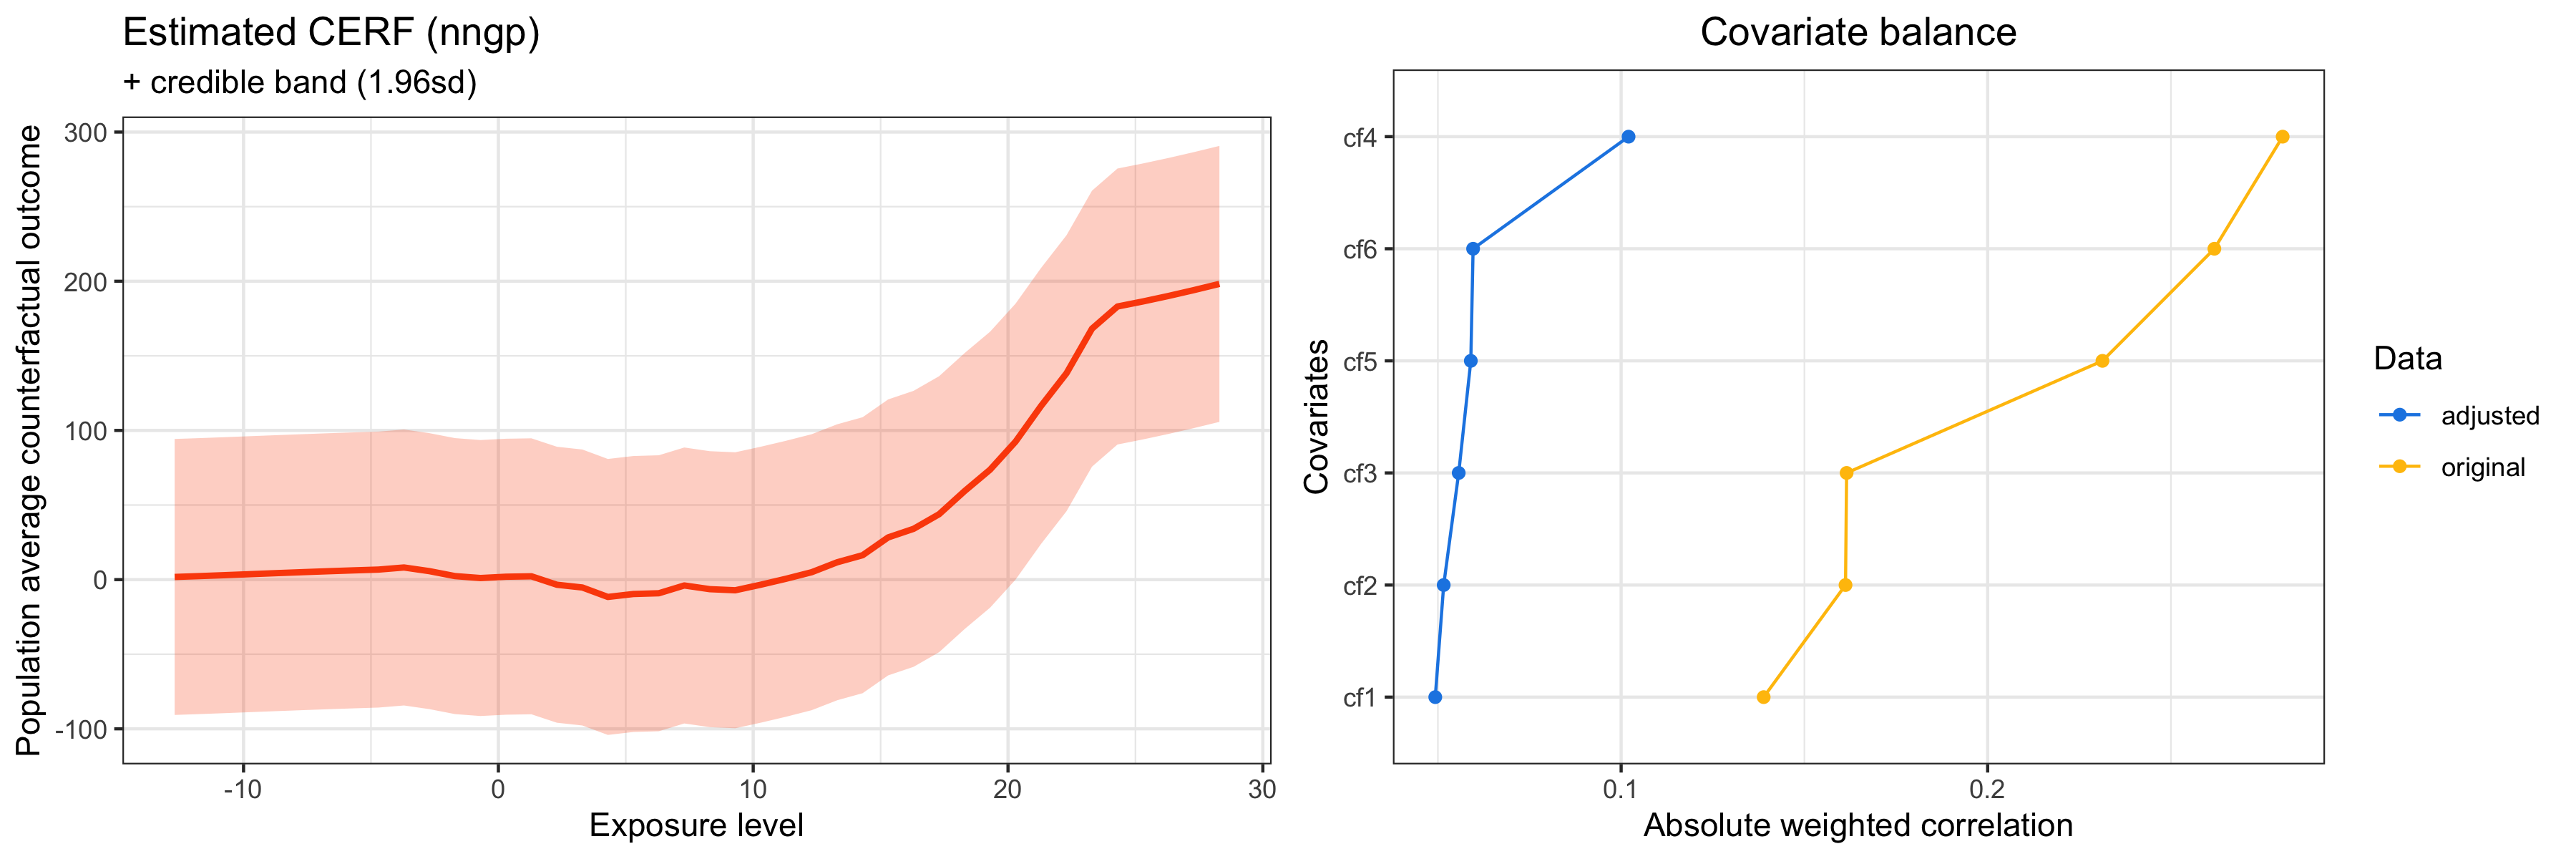 Estimated CERF (nngp)
+ credible band (1.96sd)
Population average counterfactual outcome
300
200
100
0
-100
-10
0
10
20
30
Exposure level
Covariate balance
Covariates
cf4
cf6
cf5
cf3
cf2
cf1
0.1
0.2
Absolute weighted correlation
Data
adjusted
original